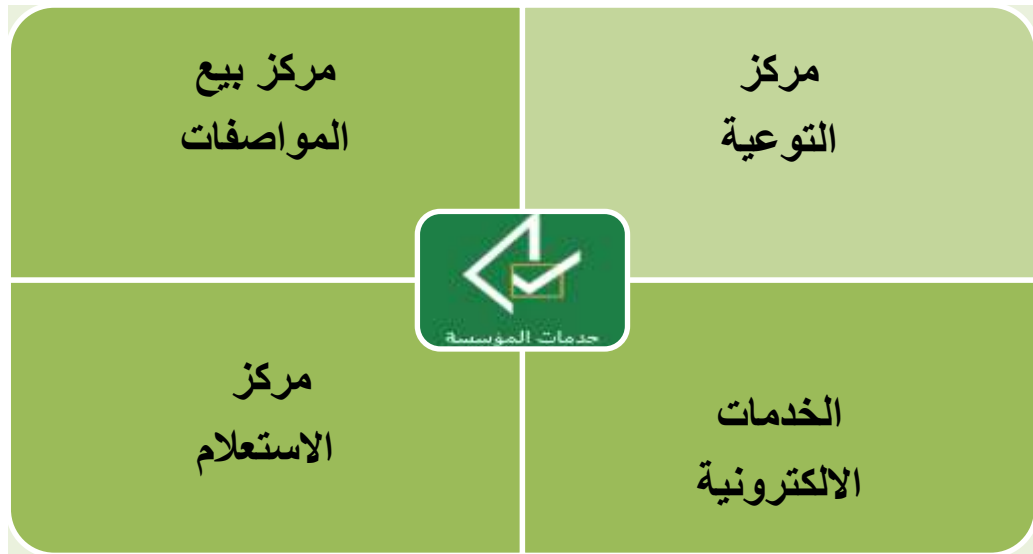 مركز
التوعية
مركز بيع
المواصفات
خدمات المؤسسة
الخدمات
الالكترونية
مركز
الاستعلام